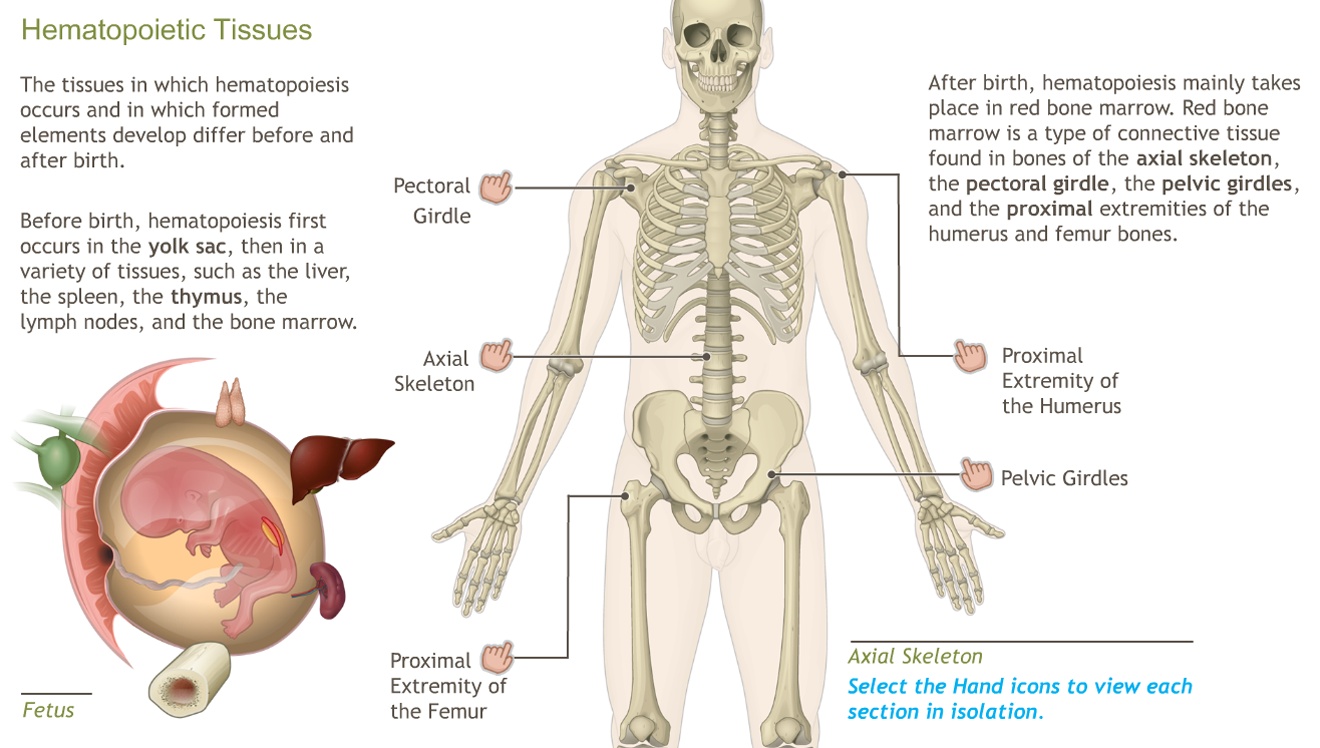 Hematopoietic Tissues
The tissues in which hematopoiesis
occurs and in which formed
elements develop differ before and
after birth.
Before birth, hematopoiesis first
occurs in the yolk sac, then in a
variety of tissues, such as the liver,
the spleen, the thymus, the
lymph nodes, and the bone marrow.
Fetus
Pectoral
Girdle
Axial
Skeleton
Proximal
Extremity of
the Femur
After birth, hematopoiesis mainly takes
place in red bone marrow. Red bone
marrow is a type of connective tissue
found in bones of the axial skeleton,
the pectoral girdle, the pelvic girdles,
and the proximal extremities of the
humerus and femur bones.
Proximal
Extremity of
the Humerus
Pelvic Girdles
Axial Skeleton
Select the Hand icons to view each
section in isolation.